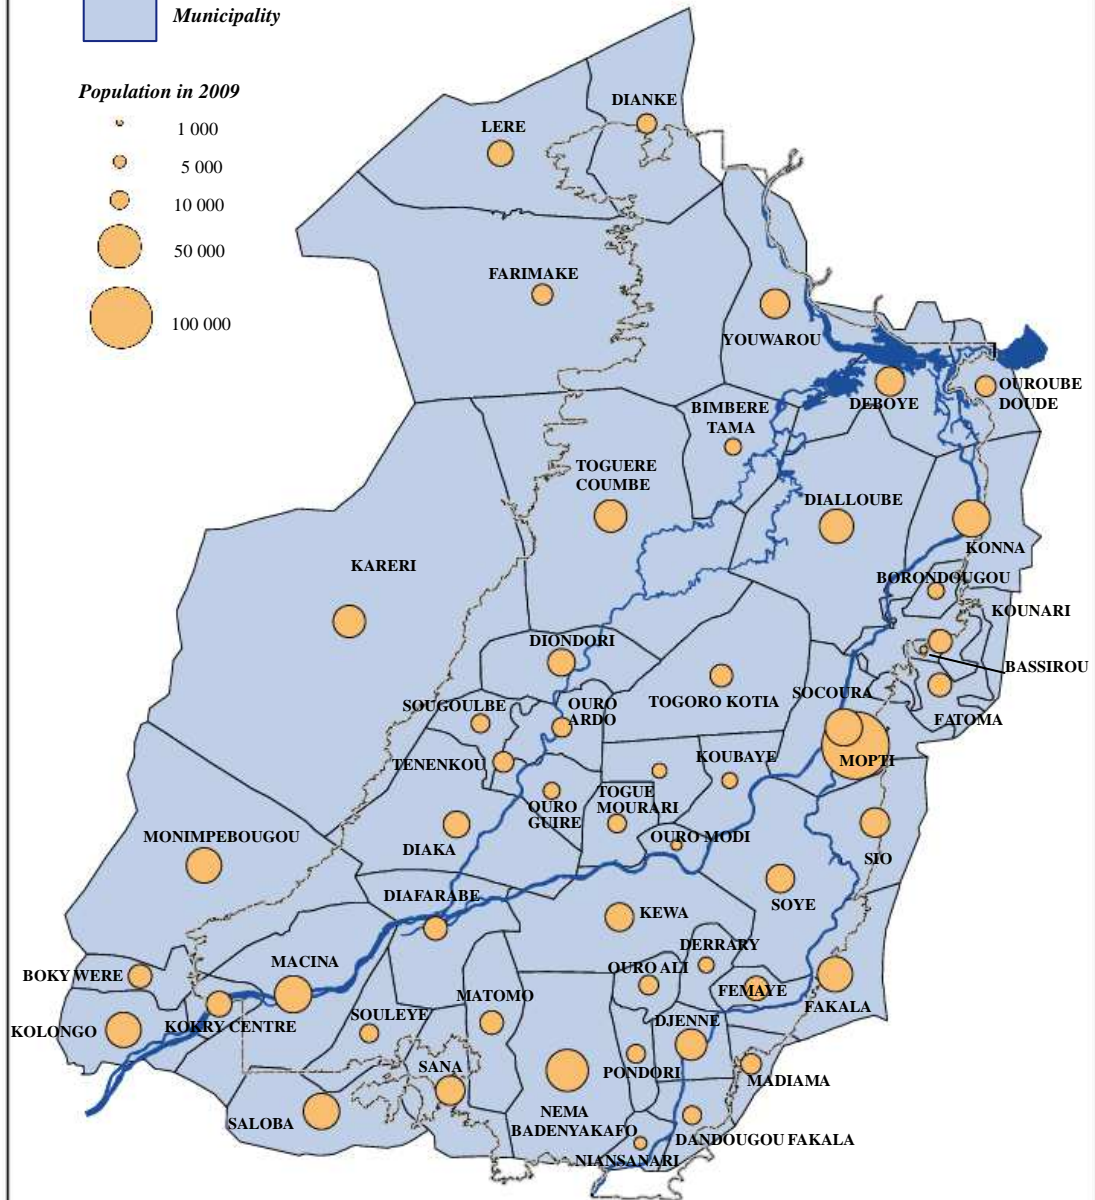 Municipality
Population in 2009
1 000
5 000
10 000
50 000
100 000
DIANKE
LERE
FARIMAKE
YOUWAROU
OUROUBE
DOUDE
DEBOYE
BIMBERE
TAMA
TOGUERE
COUMBE
DIALLOUBE
KONNA
KARERI
BORONDOUGOU
KOUNARI
DIONDORI
BASSIROU
SOCOURA
TOGORO KOTIA
SOUGOULBE
OURO
ARDO
FATOMA
TENENKOU
KOUBAYE
MOPTI
TOGUE
MOURARI
OURO
GUIRE
MONIMPEBOUGOU
DIAKA
OURO MODI
SIO
DIAFARABE
SOYE
KEWA
DERRARY
MACINA
OURO ALI
BOKY WERE
MATOMO
FEMAYE
FAKALA
KOLONGO
KOKRY CENTRE
SOULEYE
DJENNE
SANA
PONDORI
MADIAMA
SALOBA
NEMA
BADENYAKAFO
DANDOUGOU FAKALA
NIANSANARI